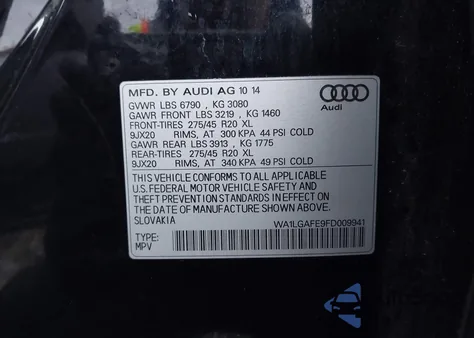 MFD. BY AUDI AG 10 14
GVWR LBS 6790 , KG 3080
GAWR FRONT LBS 3219 , KG 1460
FRONT-TIRES 275/45 R20 XL
9JX20 RIMS, AT 300 KPA 44 PSI COLD
GAWR REAR LBS 3913 , KG 1775
REAR-TIRES 275/45 R20 XL
9JX20 RIMS, AT 340 KPA 49 PSI COLD
Audi
THIS VEHICLE CONFORMS TO ALL APPLICABLE
U.S. FEDERAL MOTOR VEHICLE SAFETY AND
THEFT PREVENTION STANDARDS IN EFFECT ON
THE DATE OF MANUFACTURE SHOWN ABOVE.
SLOVAKIA
WA1LGAFE9FD009941
TYPE:
MPV